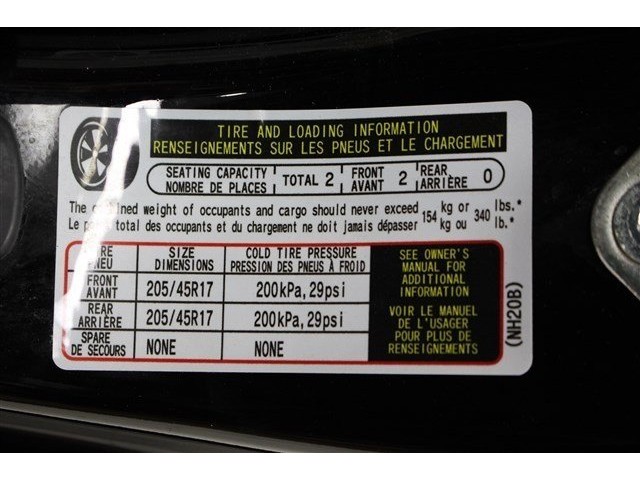 TIRE AND LOADING INFORMATION
RENSEIGNEMENTS SUR LES PNEUS ET LE CHARGEMENT
SEATING CAPACITY
NOMBRE DE PLACES
TOTAL 2
FRONT
AVANT 2
REAR
ARRIÈRE 0
The combined weight of occupants and cargo should never exceed 154 kg or 340 lbs.*
Le poids total des occupants et du chargement ne doit jamais dépasser 154 kg ou 340 lb.*
TIRE
PNEU
SIZE
DIMENSIONS
COLD TIRE PRESSURE
PRESSION DES PNEUS À FROID
FRONT
AVANT
205/45R17
200kPa,29psi
REAR
ARRIÈRE
205/45R17
200kPa,29psi
SPARE
DE SECOURS
NONE
NONE
SEE OWNER'S
MANUAL FOR
ADDITIONAL
INFORMATION
VOIR LE MANUEL
DE L'USAGER
POUR PLUS DE
RENSEIGNEMENTS
(NH20B)